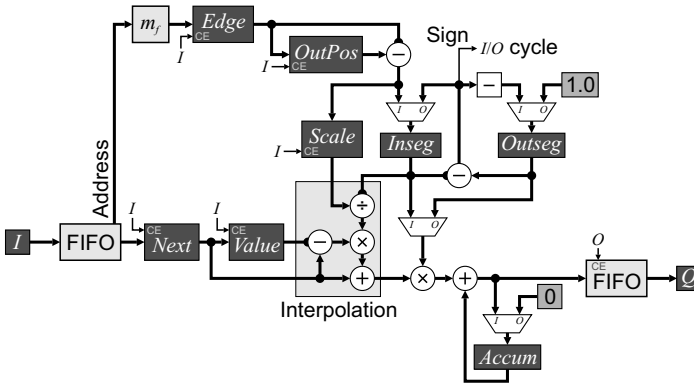 m_f
Edge
CE
I
OutPos
CE
I
−
Sign
I/O cycle
−
1.0
I O
I O
Scale
CE
I
Inseg
Outseg
−
Address
÷
I O
I
FIFO
I
CE
Next
I
CE
Value
−
×
+
×
+
Interpolation
O
CE
FIFO
Q
0
I O
Accum